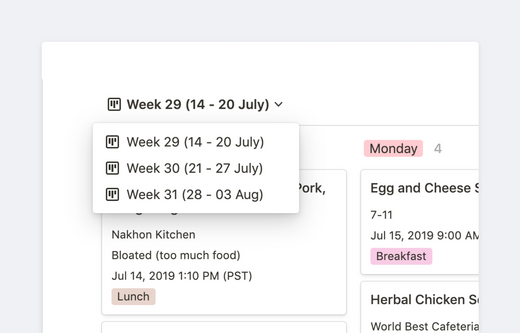 Week 29 (14 - 20 July)
Week 29 (14 - 20 July)
Week 30 (21 - 27 July)
Week 31 (28 - 03 Aug)
Pork,
Nakhon Kitchen
Bloated (too much food)
Jul 14, 2019 1:10 PM (PST)
Lunch
Monday 4
Egg and Cheese S
7-11
Jul 15, 2019 9:00 AM
Breakfast
Herbal Chicken
World Best Cafeteria